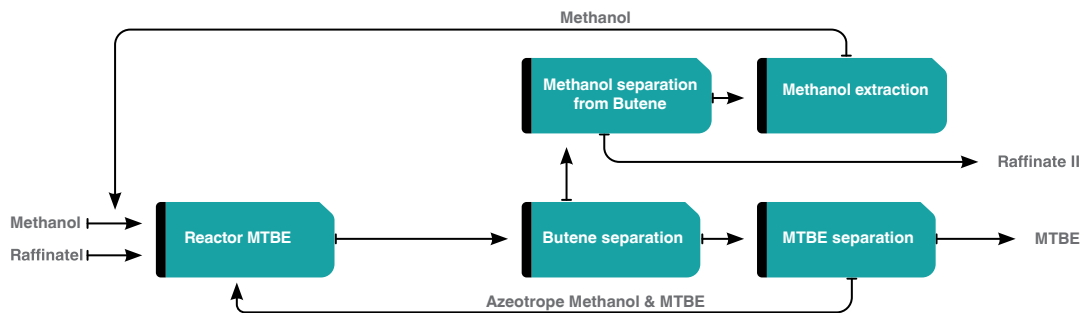 Methanol
Methanol separation
from Butene
Methanol extraction
Raffinate II
Methanol
Raffinatel
Reactor MTBE
Butene separation
MTBE separation
MTBE
Azeotrope Methanol & MTBE